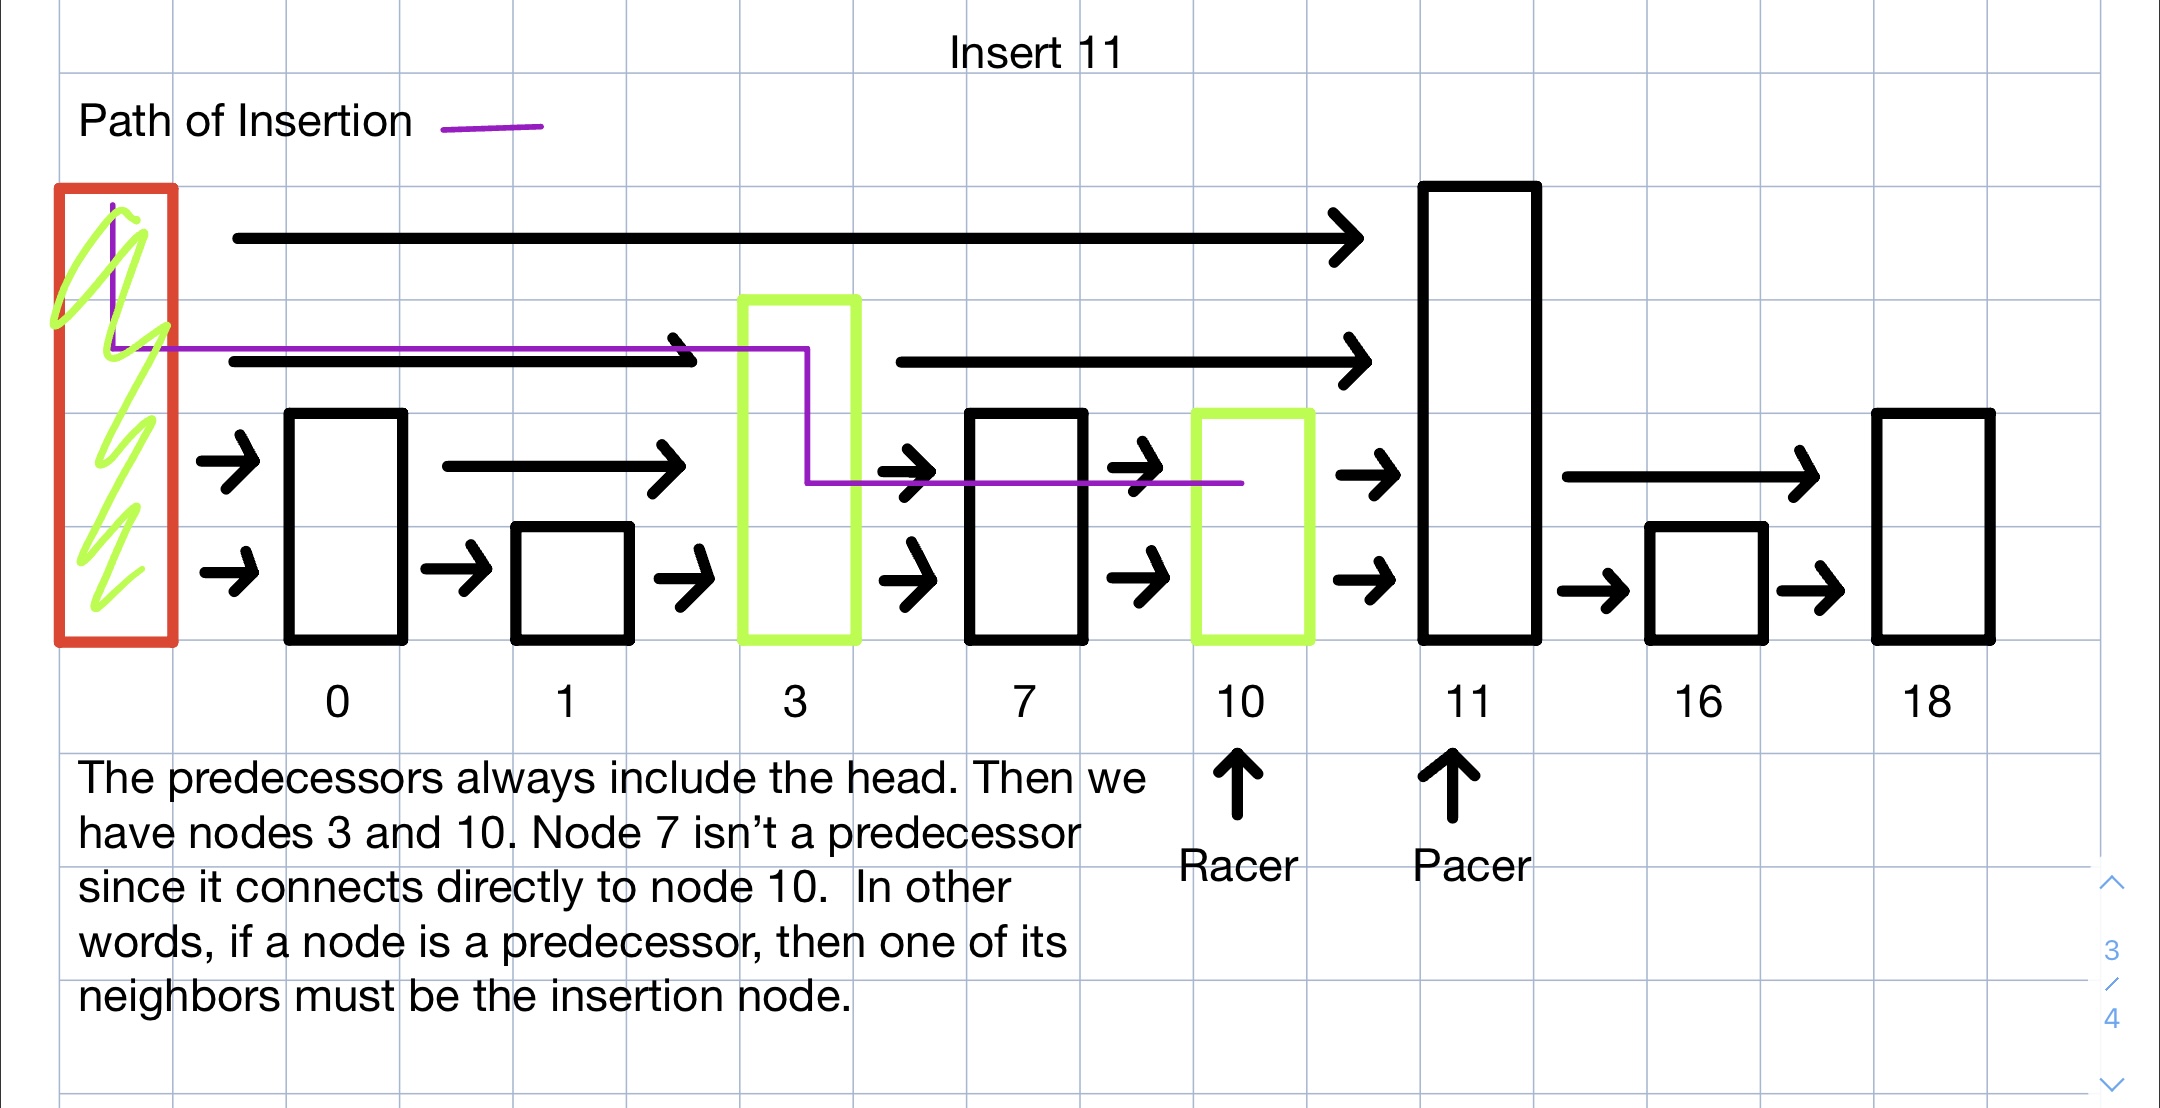 Insert 11
Path of Insertion
0 1 3 7 10 11 16 18
The predecessors always include the head. Then we
have nodes 3 and 10. Node 7 isn’t a predecessor
since it connects directly to node 10.  In other
words, if a node is a predecessor, then one of its
neighbors must be the insertion node.
Racer Pacer
3
/
4